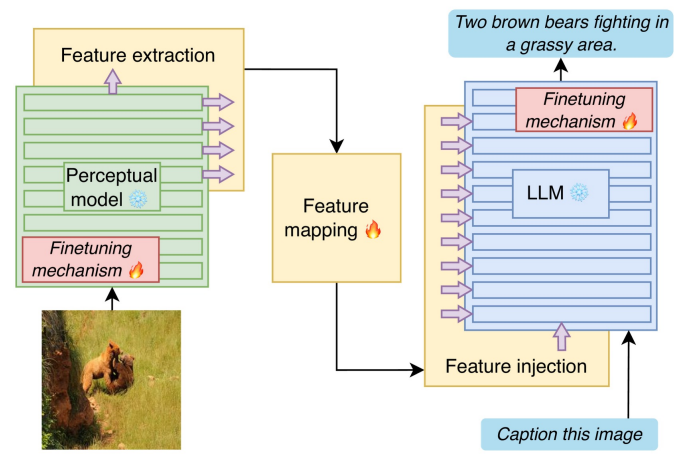 Two brown bears fighting in
a grassy area.
Feature extraction
Finetuning
mechanism
Perceptual
model
LLM
Feature
mapping
Finetuning
mechanism
Feature injection
Caption this image